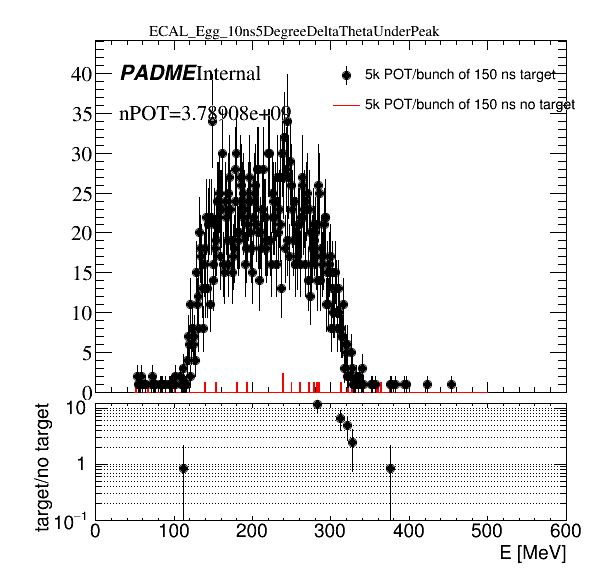 ECAL_Egg_10ns5DegreeDeltaThetaUnderPeak
PADME Internal
nPOT=3.78908e+09
5k POT/bunch of 150 ns target
5k POT/bunch of 150 ns no target
40
35
30
25
20
15
10
5
0
target/no target
10
1
10⁻¹
0 100 200 300 400 500 600
E [MeV]